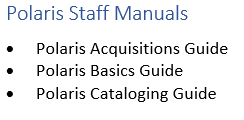 Polaris Staff Manuals
• Polaris Acquisitions Guide
• Polaris Basics Guide
• Polaris Cataloging Guide